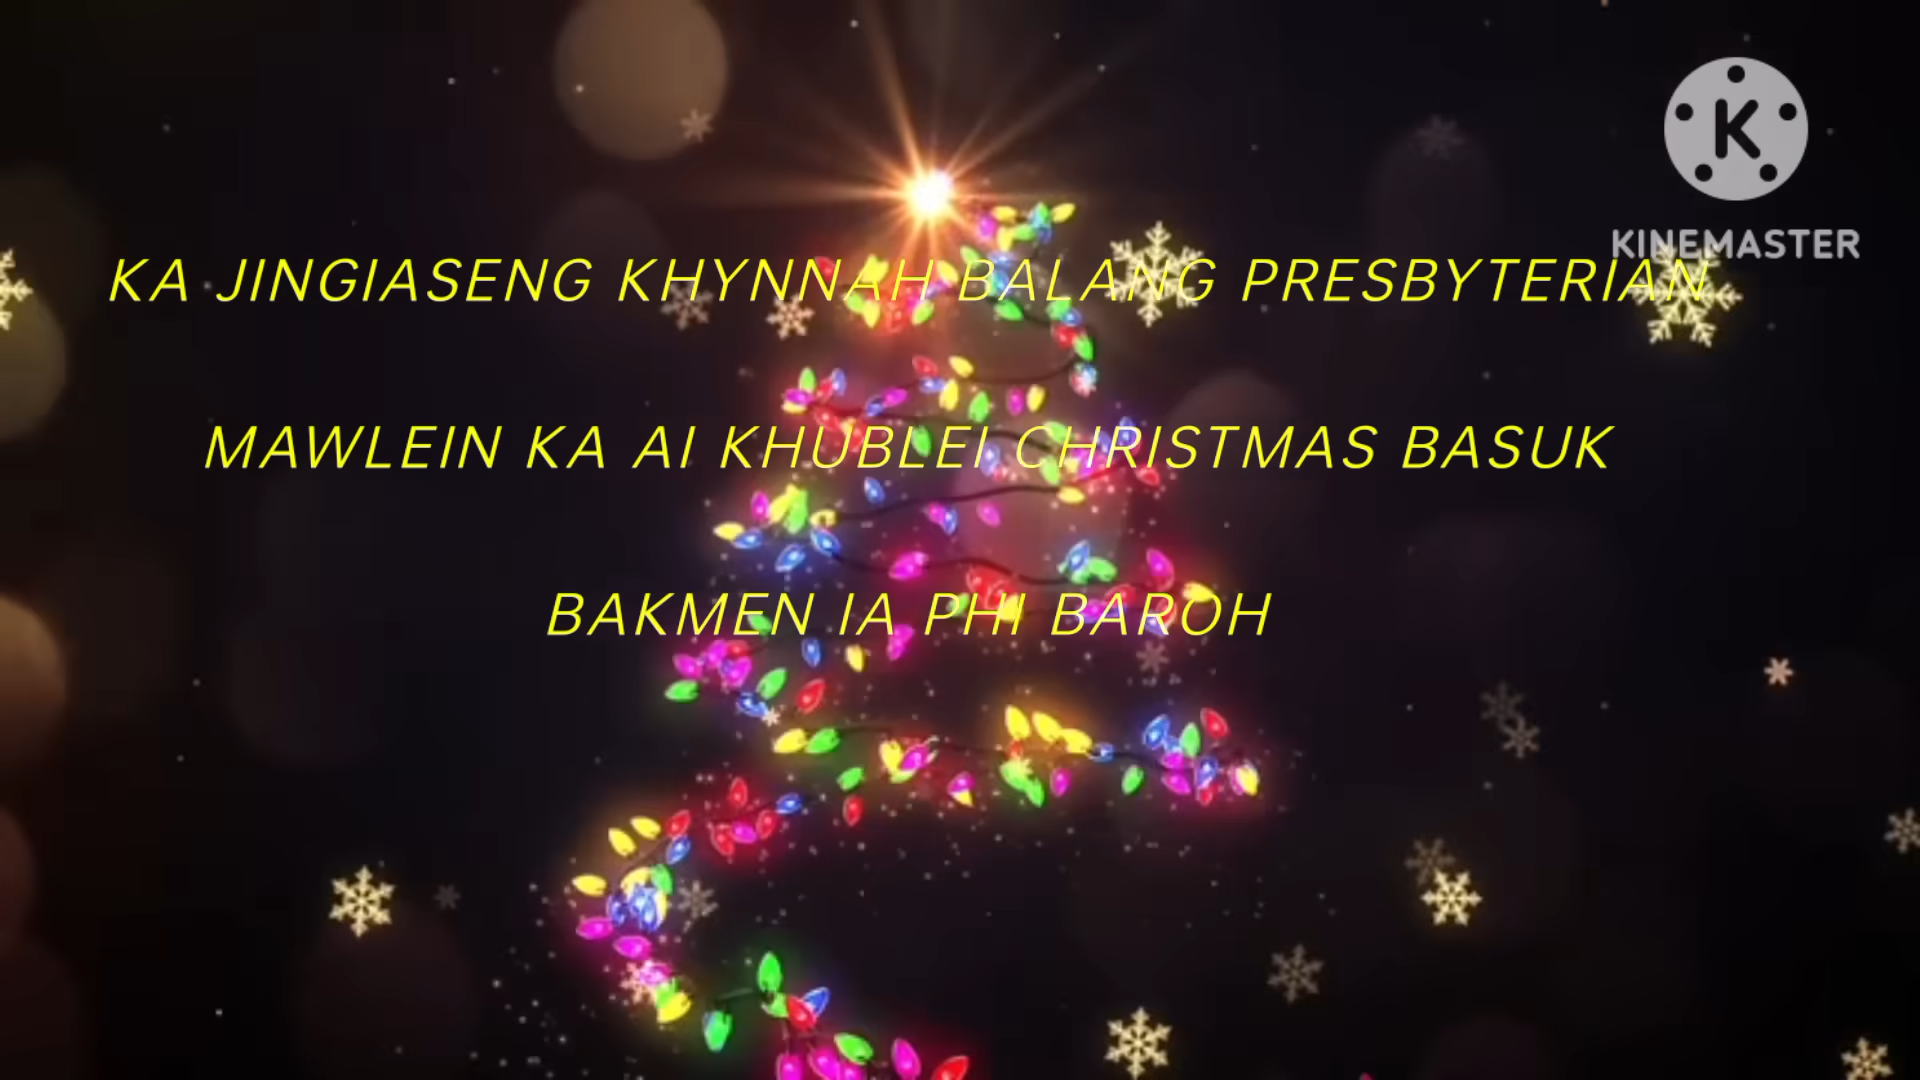 KINEMASTER
KA JINGIASENG KHYNNAH BALANG PRESBYTERIAN
MAWLEIN KA AI KHUBLEI CHRISTMAS BASUK
BAKMEN IA PHI BAROH